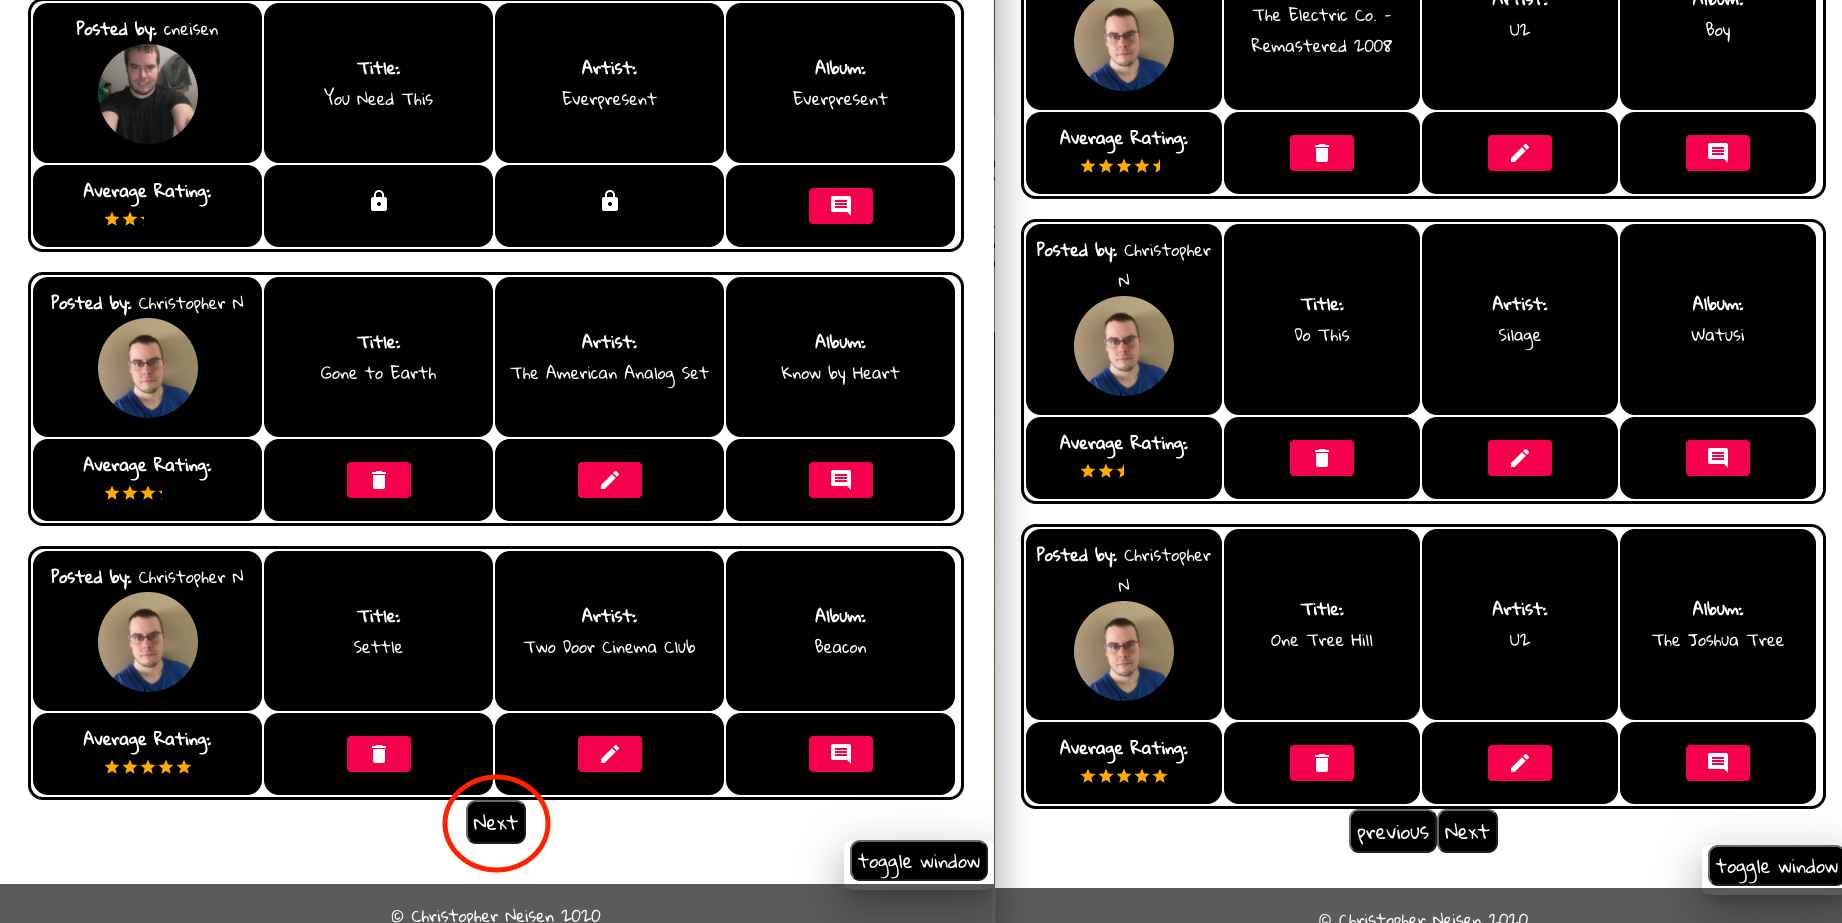 Posted by: cneisen
Title:
You Need This
Artist:
Everpresent
Album:
Everpresent
Average Rating:
Posted by: Christopher N
Title:
Gone to Earth
Artist:
The American Analog Set
Album:
Know by Heart
Average Rating:
Posted by: Christopher N
Title:
Settle
Artist:
Two Door Cinema Club
Album:
Beacon
Average Rating:
Next
toggle window
© Christopher Neisen 2020
The Electric Co. -
Remastered 2008
Artist:
U2
Album:
Boy
Average Rating:
Posted by: Christopher
N
Title:
Do This
Artist:
Silage
Album:
Watusi
Average Rating:
Posted by: Christopher
N
Title:
One Tree Hill
Artist:
U2
Album:
The Joshua Tree
Average Rating:
previous
Next
toggle window
© Christopher Neisen 2020